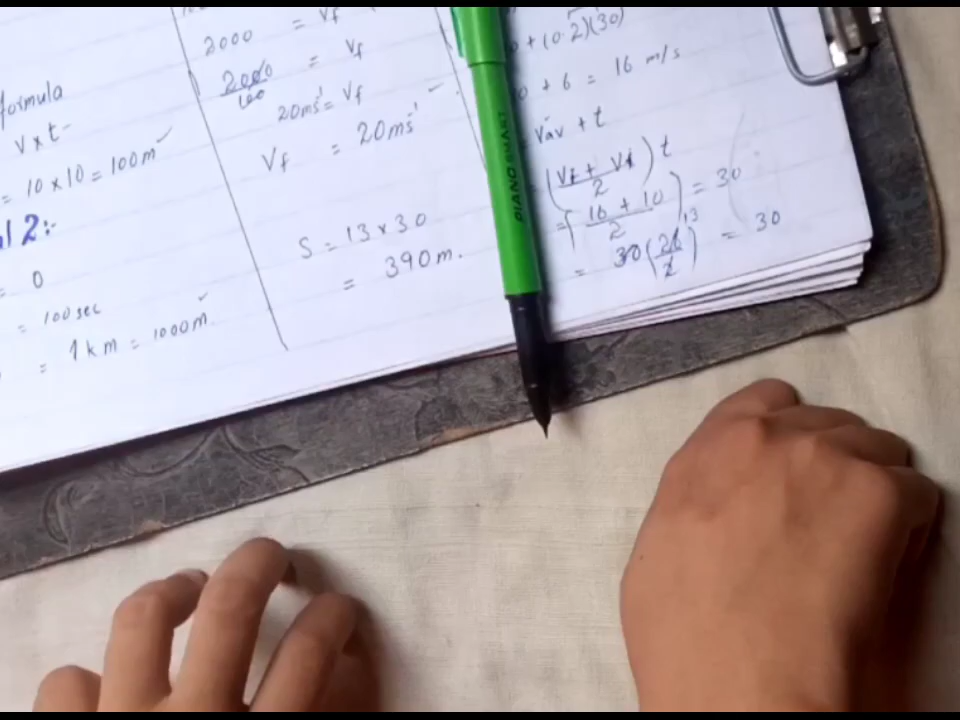 formula
v x t
= 10 x 10 = 100m
2:-
= 0
= 100 sec
= 1 km = 1000m
2000 = Vf
2000/100 = Vf
20ms⁻¹ = Vf
Vf = 20ms⁻¹
S = 13 x 30
= 390m.
+ (0.2)(30)
+ 6 = 16 m/s
Vav + t
= (Vf + Vi / 2) t
= (16 + 10 / 2) = 30
= 30 (26/2) 13 = 30
PIANO SMART